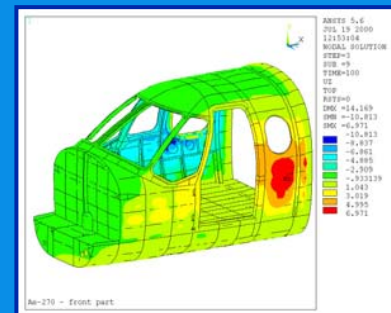 1
Y
Z
X
ANSYS 5.6
JUL 19 2000
12:53:04
NODAL SOLUTION
STEP=3
SUB =9
TIME=100
UZ
TOP
RSYS=0
DMX =14.169
SMN =-10.813
SMX =6.971
-10.813
-8.837
-6.861
-4.885
-2.909
-.933139
1.043
3.019
4.995
6.971
Ae-270 - front part